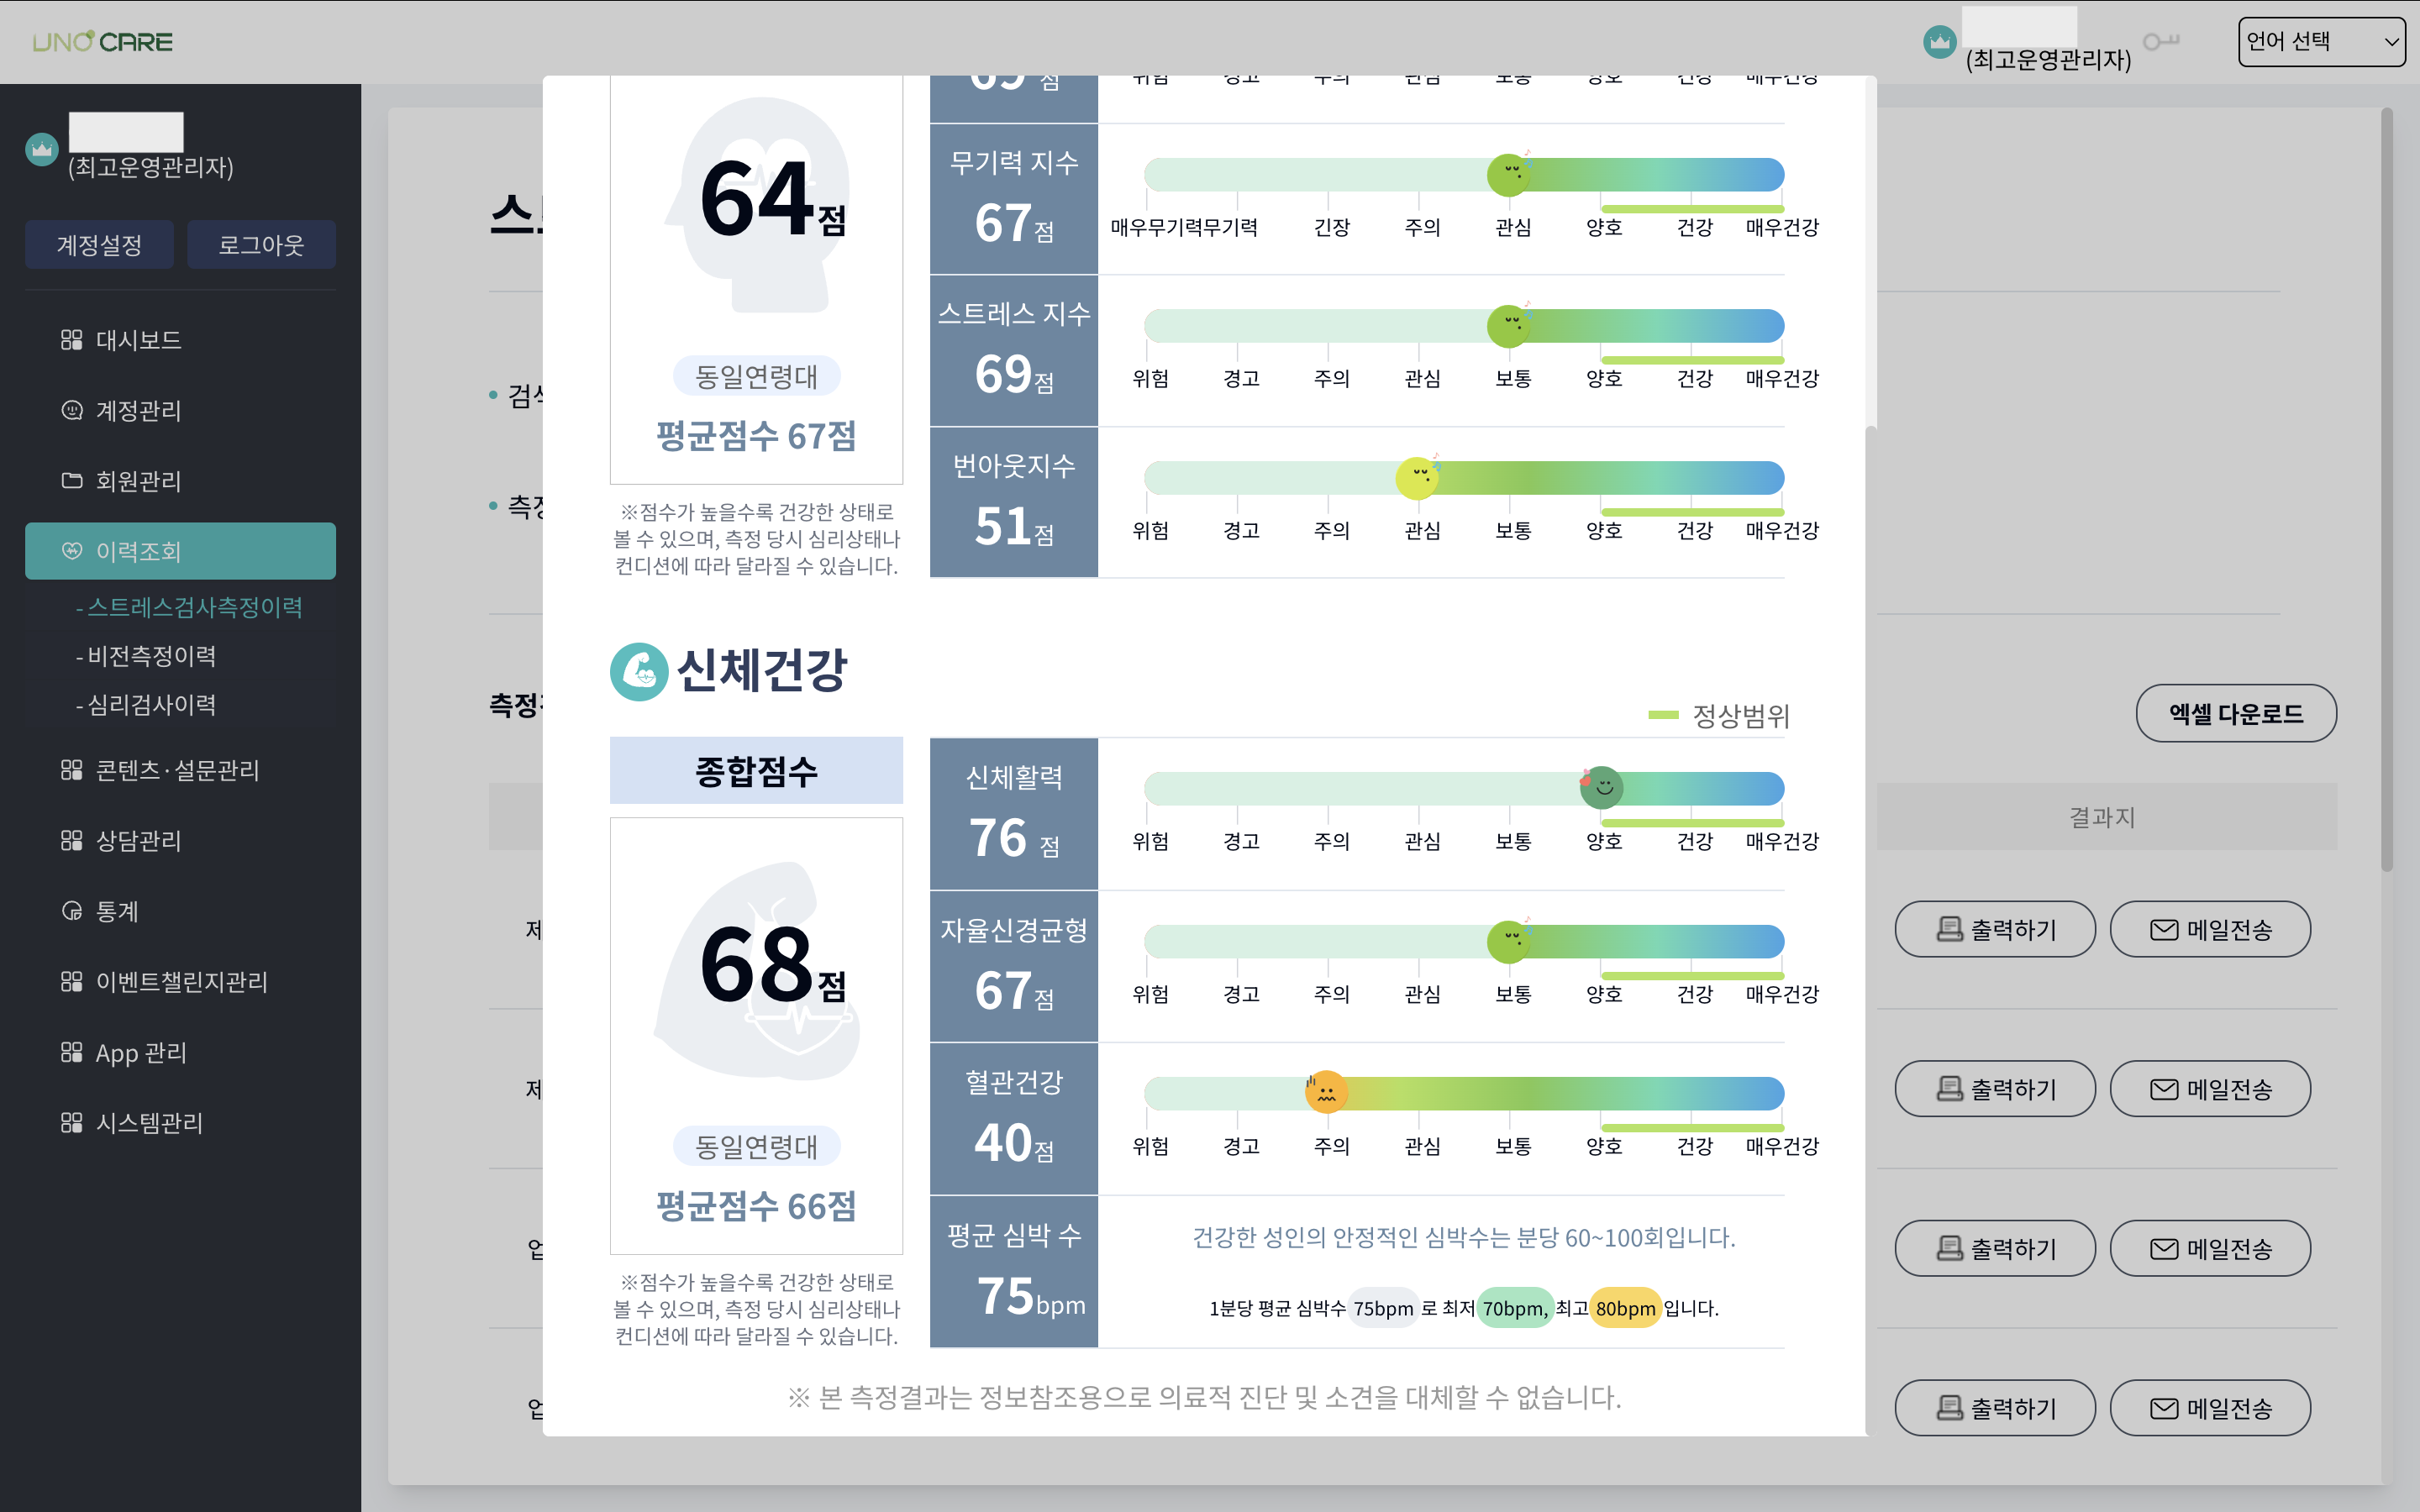 UNO CARE
(최고운영관리자)
언어 선택
(최고운영관리자)
계정설정
로그아웃
대시보드
계정관리
회원관리
이력조회
- 스트레스검사측정이력
- 비전측정이력
- 심리검사이력
콘텐츠·설문관리
상담관리
통계
이벤트챌린지관리
App 관리
시스템관리
측정
엑셀 다운로드
결과지
출력하기
메일전송
출력하기
메일전송
출력하기
메일전송
출력하기
메일전송
64점
동일연령대
평균점수 67점
※점수가 높을수록 건강한 상태로
볼 수 있으며, 측정 당시 심리상태나
컨디션에 따라 달라질 수 있습니다.
69 점
위험 경고 주의 관심 보통 양호 건강 매우건강
무기력 지수
67점
매우무기력무기력 긴장 주의 관심 양호 건강 매우건강
스트레스 지수
69점
위험 경고 주의 관심 보통 양호 건강 매우건강
번아웃지수
51점
위험 경고 주의 관심 보통 양호 건강 매우건강
신체건강
정상범위
종합점수
68점
동일연령대
평균점수 66점
※점수가 높을수록 건강한 상태로
볼 수 있으며, 측정 당시 심리상태나
컨디션에 따라 달라질 수 있습니다.
신체활력
76 점
위험 경고 주의 관심 보통 양호 건강 매우건강
자율신경균형
67점
위험 경고 주의 관심 보통 양호 건강 매우건강
혈관건강
40점
위험 경고 주의 관심 보통 양호 건강 매우건강
평균 심박 수
75bpm
건강한 성인의 안정적인 심박수는 분당 60~100회입니다.
1분당 평균 심박수 75bpm 로 최저 70bpm, 최고 80bpm 입니다.
※ 본 측정결과는 정보참조용으로 의료적 진단 및 소견을 대체할 수 없습니다.